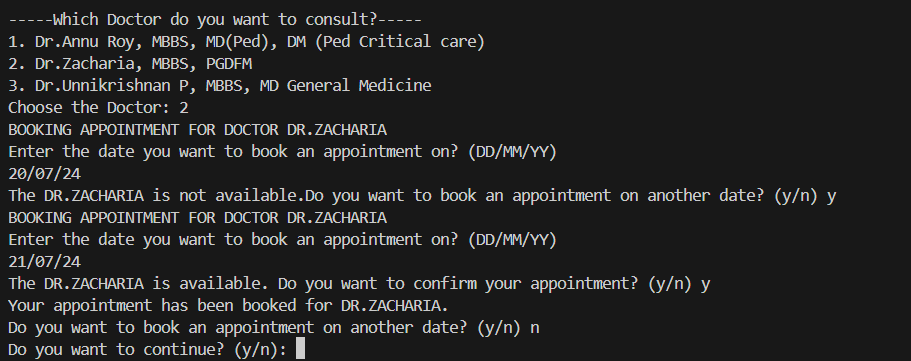 -----Which Doctor do you want to consult?-----
1. Dr.Annu Roy, MBBS, MD(Ped), DM (Ped Critical care)
2. Dr.Zacharia, MBBS, PGDFM
3. Dr.Unnikrishnan P, MBBS, MD General Medicine
Choose the Doctor: 2
BOOKING APPOINTMENT FOR DOCTOR DR.ZACHARIA
Enter the date you want to book an appointment on? (DD/MM/YY)
20/07/24
The DR.ZACHARIA is not available.Do you want to book an appointment on another date? (y/n) y
BOOKING APPOINTMENT FOR DOCTOR DR.ZACHARIA
Enter the date you want to book an appointment on? (DD/MM/YY)
21/07/24
The DR.ZACHARIA is available. Do you want to confirm your appointment? (y/n) y
Your appointment has been booked for DR.ZACHARIA.
Do you want to book an appointment on another date? (y/n) n
Do you want to continue? (y/n):